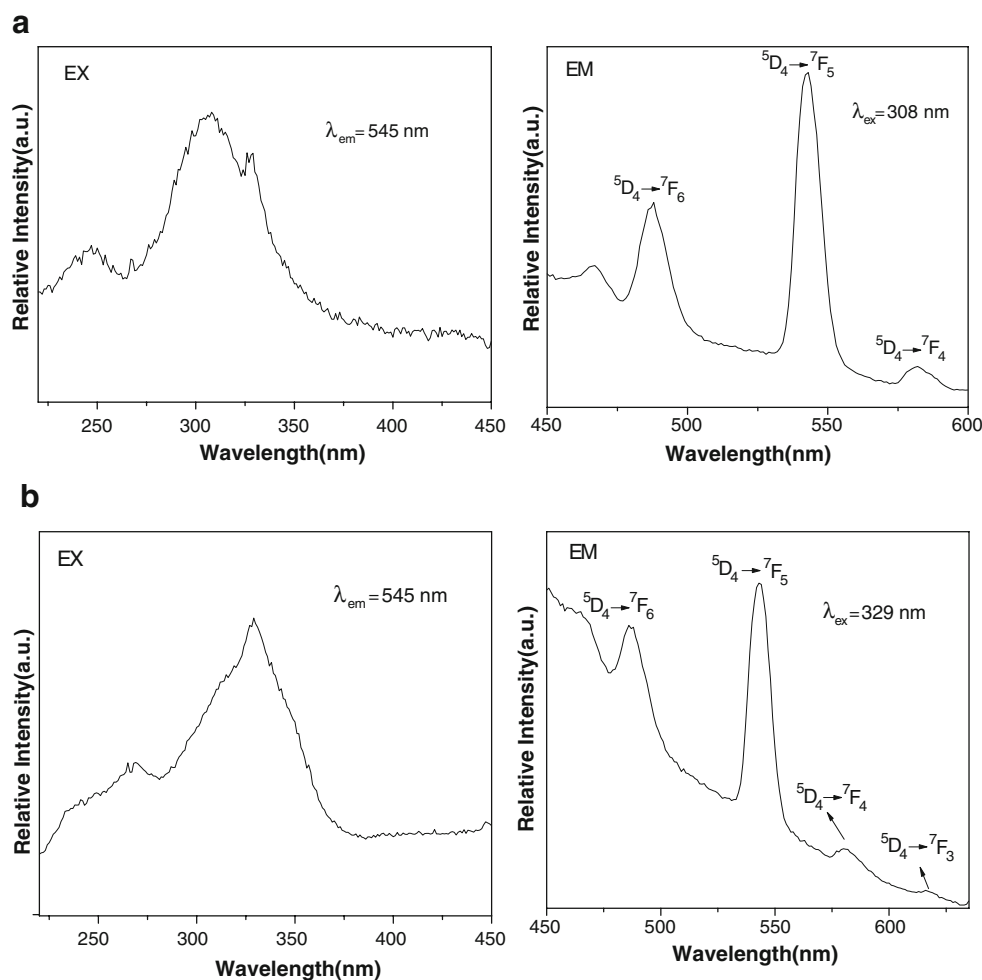 a
EX
λem= 545 nm
Relative Intensity(a.u.)
250 300 350 400 450
Wavelength(nm)
EM
⁵D₄→⁷F₅
λex= 308 nm
⁵D₄→⁷F₆
⁵D₄→⁷F₄
Relative Intensity(a.u.)
450 500 550 600
Wavelength(nm)
b
EX
λem= 545 nm
Relative Intensity(a.u.)
250 300 350 400 450
Wavelength(nm)
EM
⁵D₄→⁷F₅
⁵D₄→⁷F₆
λex= 329 nm
⁵D₄→⁷F₄
⁵D₄→⁷F₃
Relative Intensity(a.u.)
450 500 550 600
Wavelength(nm)